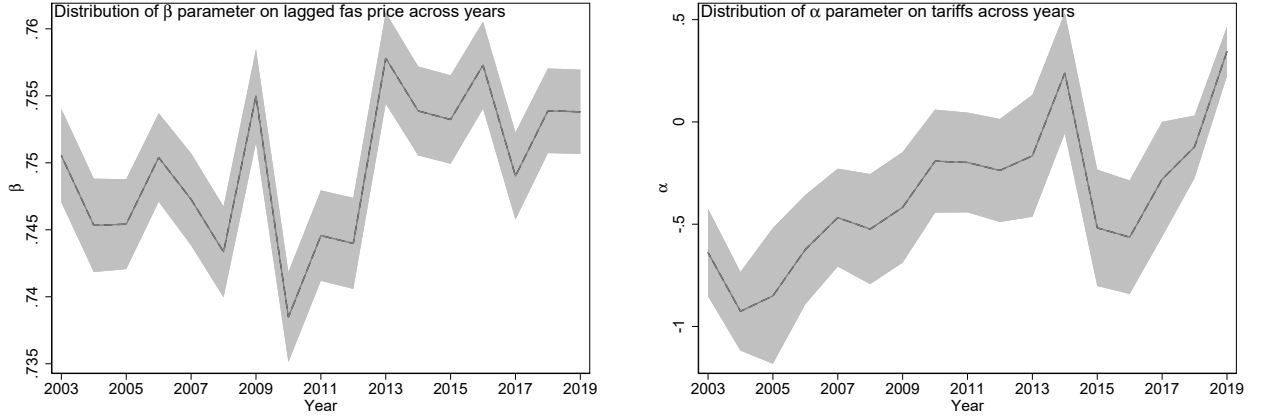 Distribution of β parameter on lagged fas price across years
.76
.755
.75
.745
.74
.735
β
2003 2005 2007 2009 2011 2013 2015 2017 2019
Year
Distribution of α parameter on tariffs across years
.5
0
-.5
-1
α
2003 2005 2007 2009 2011 2013 2015 2017 2019
Year